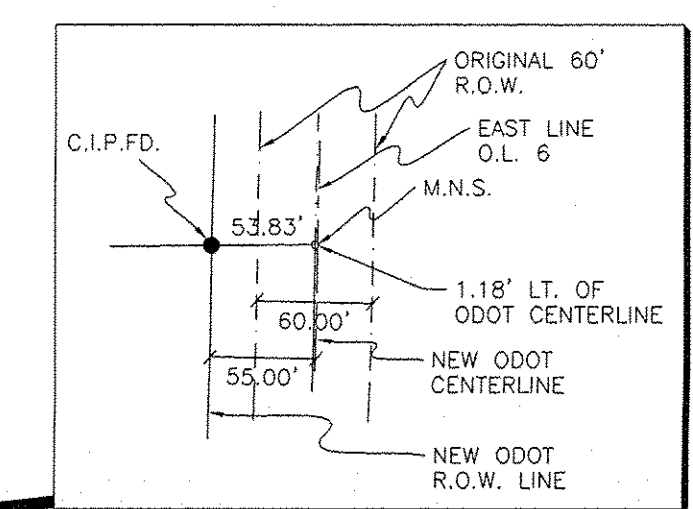 ORIGINAL 60'
R.O.W.
C.I.P.FD.
EAST LINE
O.L. 6
M.N.S.
53.83'
1.18' LT. OF
ODOT CENTERLINE
60.00'
NEW ODOT
CENTERLINE
55.00'
NEW ODOT
R.O.W. LINE